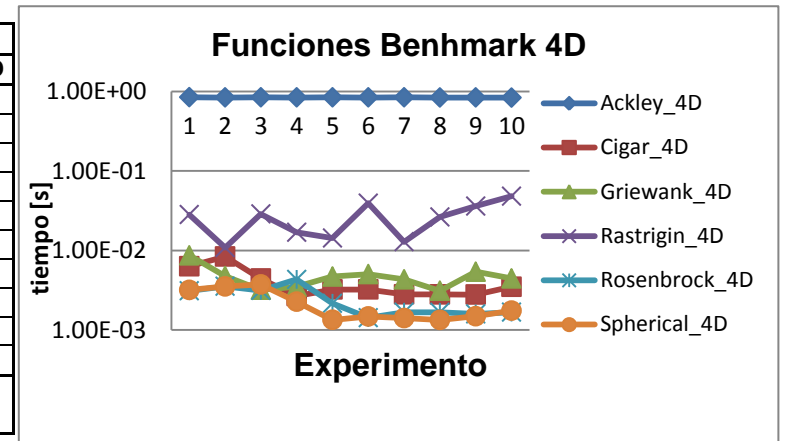 Funciones Benhmark 4D
1.00E+00
1.00E-01
1.00E-02
1.00E-03
tiempo [s]
1 2 3 4 5 6 7 8 9 10
Experimento
Ackley_4D
Cigar_4D
Griewank_4D
Rastrigin_4D
Rosenbrock_4D
Spherical_4D